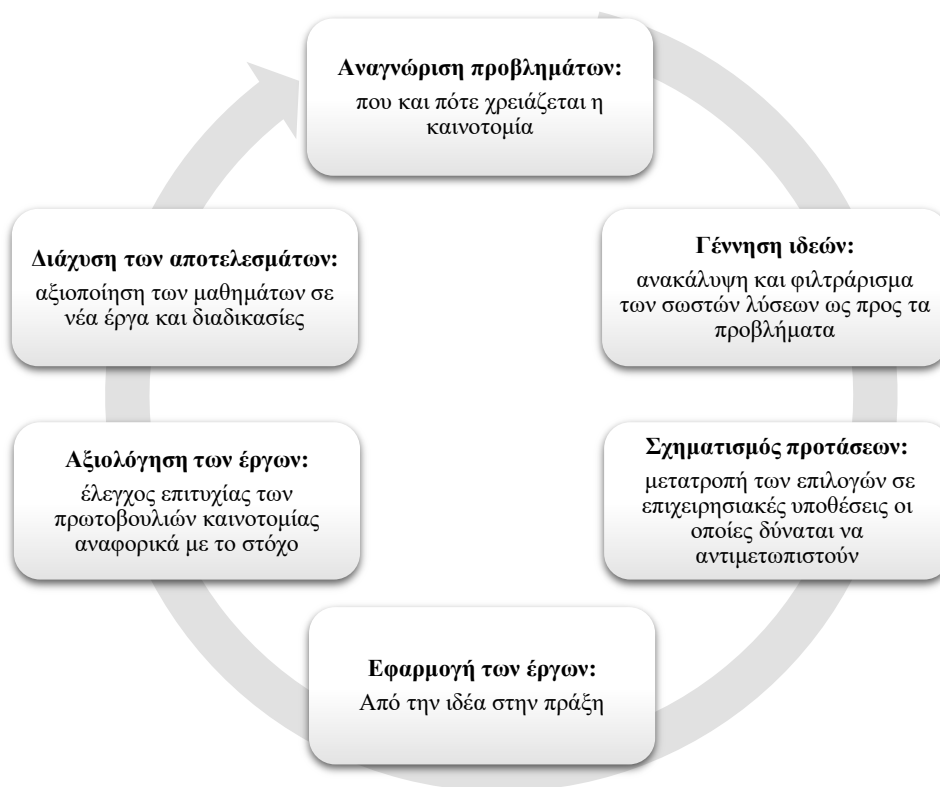 Αναγνώριση προβλημάτων:
που και πότε χρειάζεται η
καινοτομία
Γέννηση ιδεών:
ανακάλυψη και φιλτράρισμα
των σωστών λύσεων ως προς τα
προβλήματα
Σχηματισμός προτάσεων:
μετατροπή των επιλογών σε
επιχειρησιακές υποθέσεις οι
οποίες δύναται να
αντιμετωπιστούν
Εφαρμογή των έργων:
Από την ιδέα στην πράξη
Αξιολόγηση των έργων:
έλεγχος επιτυχίας των
πρωτοβουλιών καινοτομίας
αναφορικά με το στόχο
Διάχυση των αποτελεσμάτων:
αξιοποίηση των μαθημάτων σε
νέα έργα και διαδικασίες